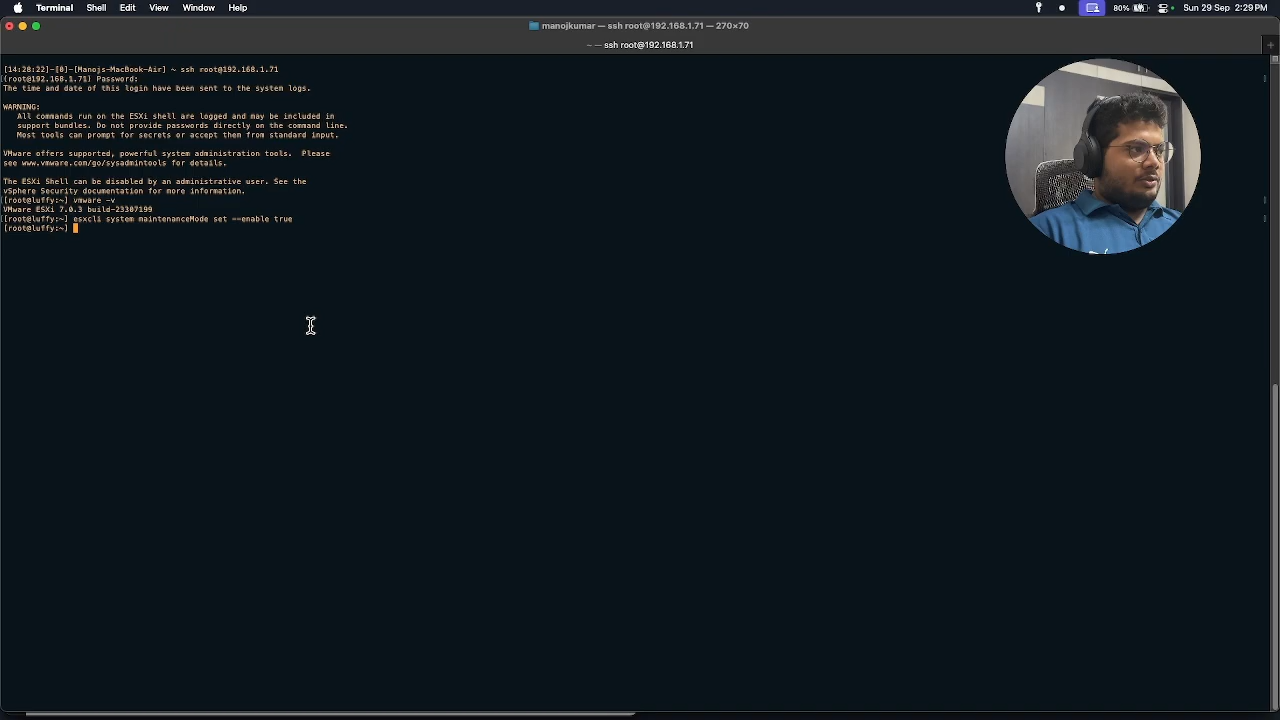 Terminal Shell Edit View Window Help 80% Sun 29 Sep 2:29 PM
manojkumar — ssh root@192.168.1.71 — 270×70
~ — ssh root@192.168.1.71
[14:28:22]-[0]-[Manojs-MacBook-Air] ~ ssh root@192.168.1.71
[(root@192.168.1.71) Password:
The time and date of this login have been sent to the system logs.
WARNING:
All commands run on the ESXi shell are logged and may be included in
support bundles. Do not provide passwords directly on the command line.
Most tools can prompt for secrets or accept them from standard input.
VMware offers supported, powerful system administration tools. Please
see www.vmware.com/go/sysadmintools for details.
The ESXi Shell can be disabled by an administrative user. See the
vSphere Security documentation for more information.
[[root@luffy:~] vmware -v
VMware ESXi 7.0.3 build-23307199
[[root@luffy:~] esxcli system maintenanceMode set --enable true
[root@luffy:~]